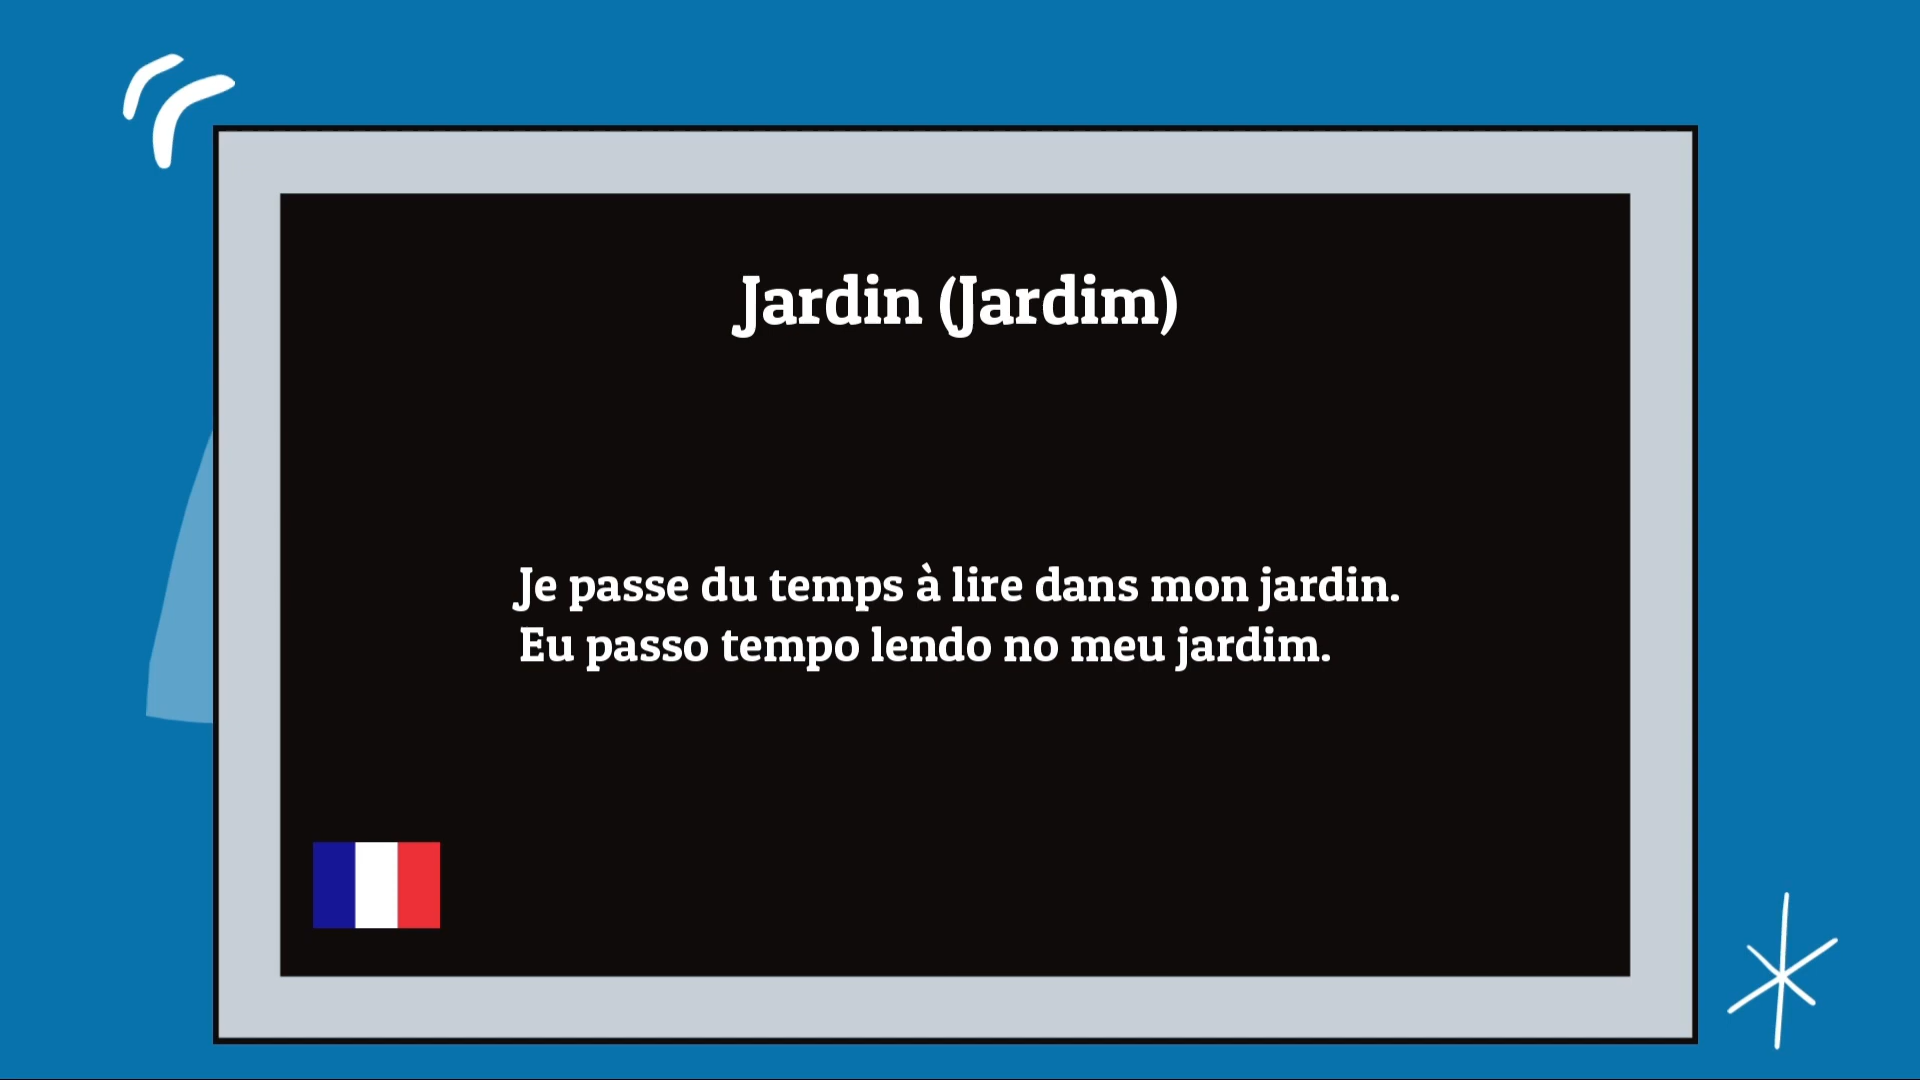 Jardin (Jardim)
Je passe du temps à lire dans mon jardin.
Eu passo tempo lendo no meu jardim.